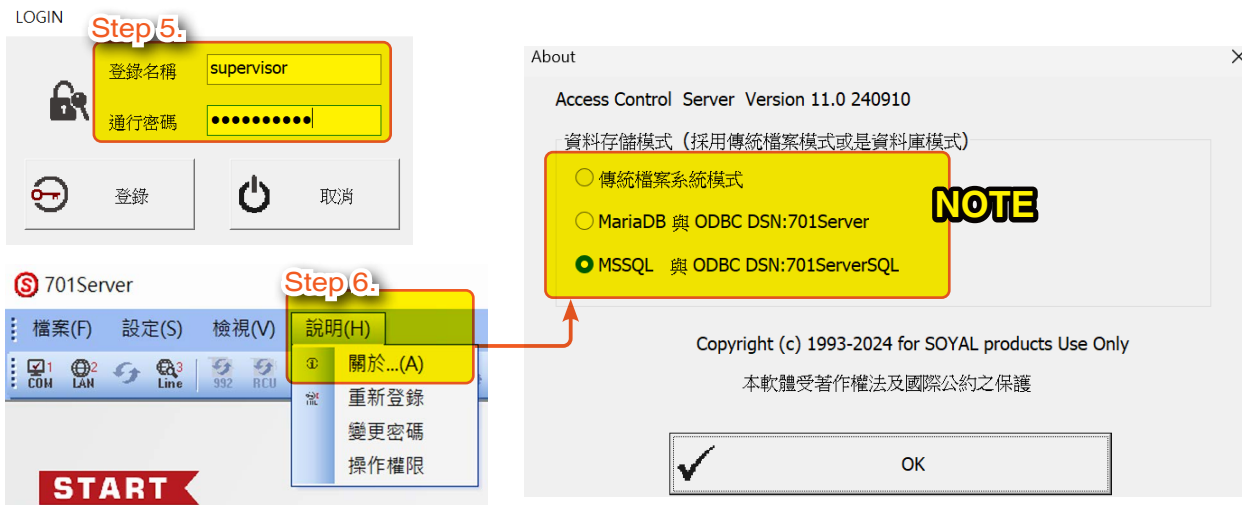 LOGIN
Step 5.
登錄名稱
supervisor
通行密碼
●●●●●●●●●●
登錄
取消
701Server
Step 6.
檔案(F)
設定(S)
檢視(V)
說明(H)
1
COM
2
LAN
3
Line
992
RCU
關於...(A)
重新登錄
變更密碼
操作權限
START
About
Access Control Server Version 11.0 240910
資料存儲模式 (採用傳統檔案模式或是資料庫模式)
傳統檔案系統模式
MariaDB 與 ODBC DSN:701Server
MSSQL 與 ODBC DSN:701ServerSQL
NOTE
Copyright (c) 1993-2024 for SOYAL products Use Only
本軟體受著作權法及國際公約之保護
OK